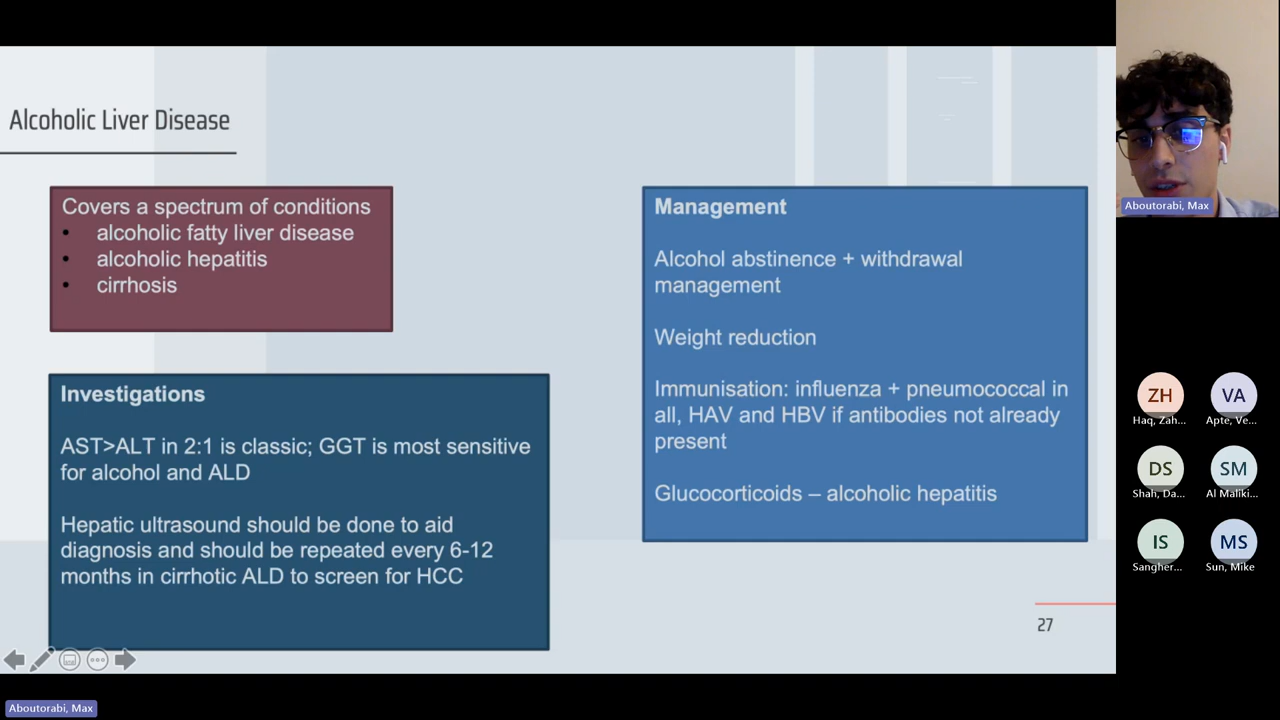 Alcoholic Liver Disease
Covers a spectrum of conditions
• alcoholic fatty liver disease
• alcoholic hepatitis
• cirrhosis
Investigations
AST>ALT in 2:1 is classic; GGT is most sensitive
for alcohol and ALD
Hepatic ultrasound should be done to aid
diagnosis and should be repeated every 6-12
months in cirrhotic ALD to screen for HCC
Management
Alcohol abstinence + withdrawal
management
Weight reduction
Immunisation: influenza + pneumococcal in
all, HAV and HBV if antibodies not already
present
Glucocorticoids – alcoholic hepatitis
27
Aboutorabi, Max
ZH
Haq, Zah...
VA
Apte, Ve...
DS
Shah, Da...
SM
Al Maliki...
IS
Sangher...
MS
Sun, Mike
Aboutorabi, Max